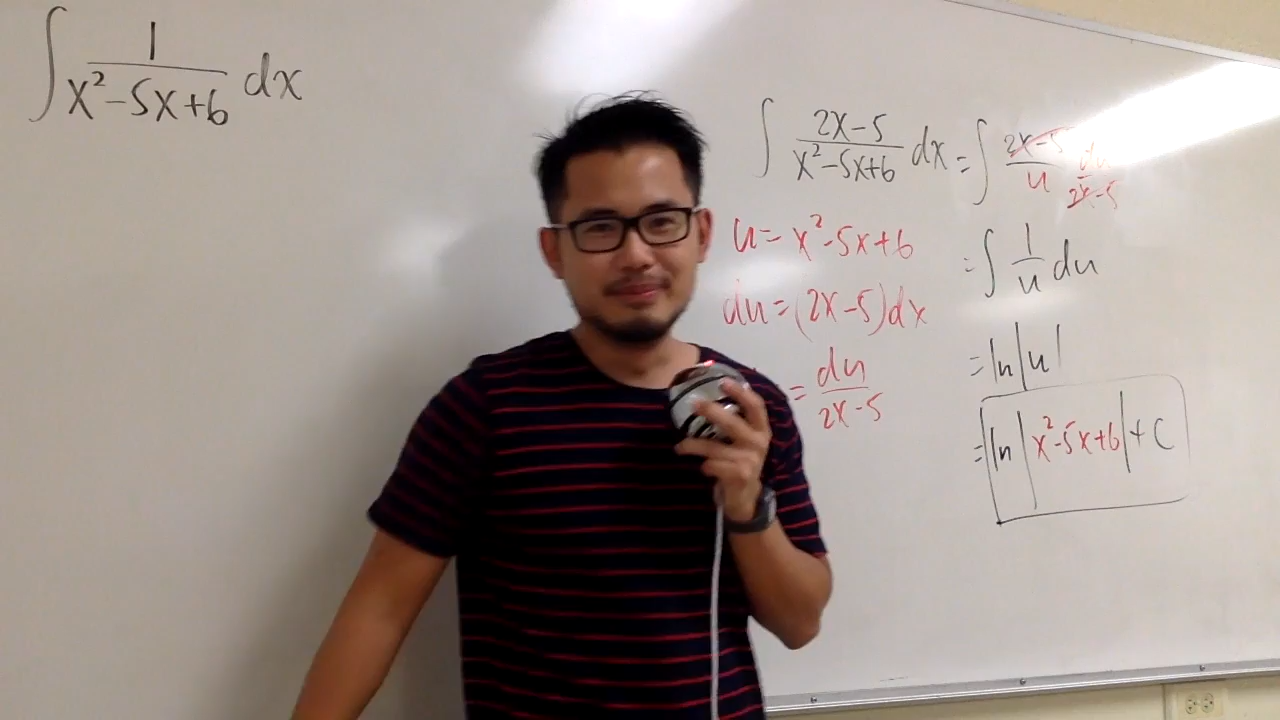 ∫ 1/(x²-5x+6) dx
∫ (2x-5)/(x²-5x+6) dx = ∫ (2x-5)/u du/(2x-5)
u = x²-5x+6
du = (2x-5)dx
= du/(2x-5)
= ∫ 1/u du
= ln|u|
= ln|x²-5x+6| + C